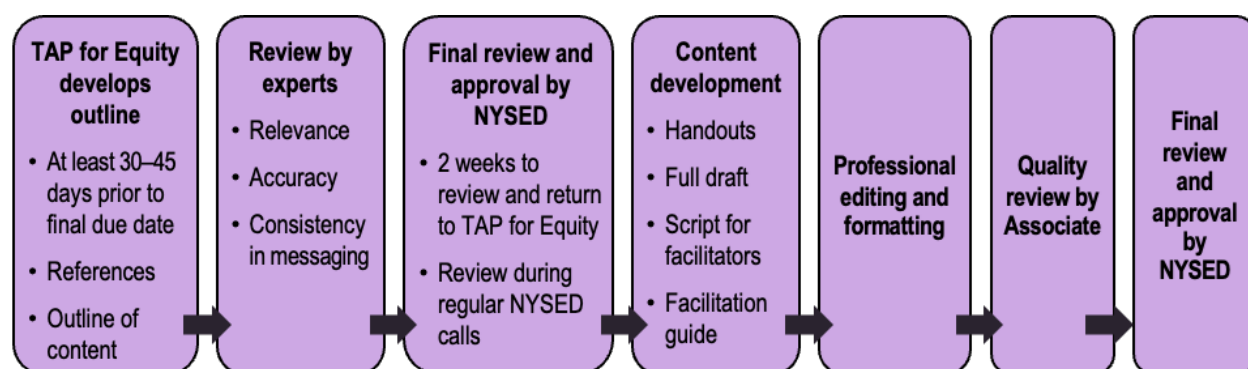 TAP for Equity
develops
outline
• At least 30–45
days prior to
final due date
• References
• Outline of
content
Review by
experts
• Relevance
• Accuracy
• Consistency
in messaging
Final review and
approval by
NYSED
• 2 weeks to
review and return
to TAP for Equity
• Review during
regular NYSED
calls
Content
development
• Handouts
• Full draft
• Script for
facilitators
• Facilitation
guide
Professional
editing and
formatting
Quality
review by
Associate
Final
review
and
approval
by
NYSED